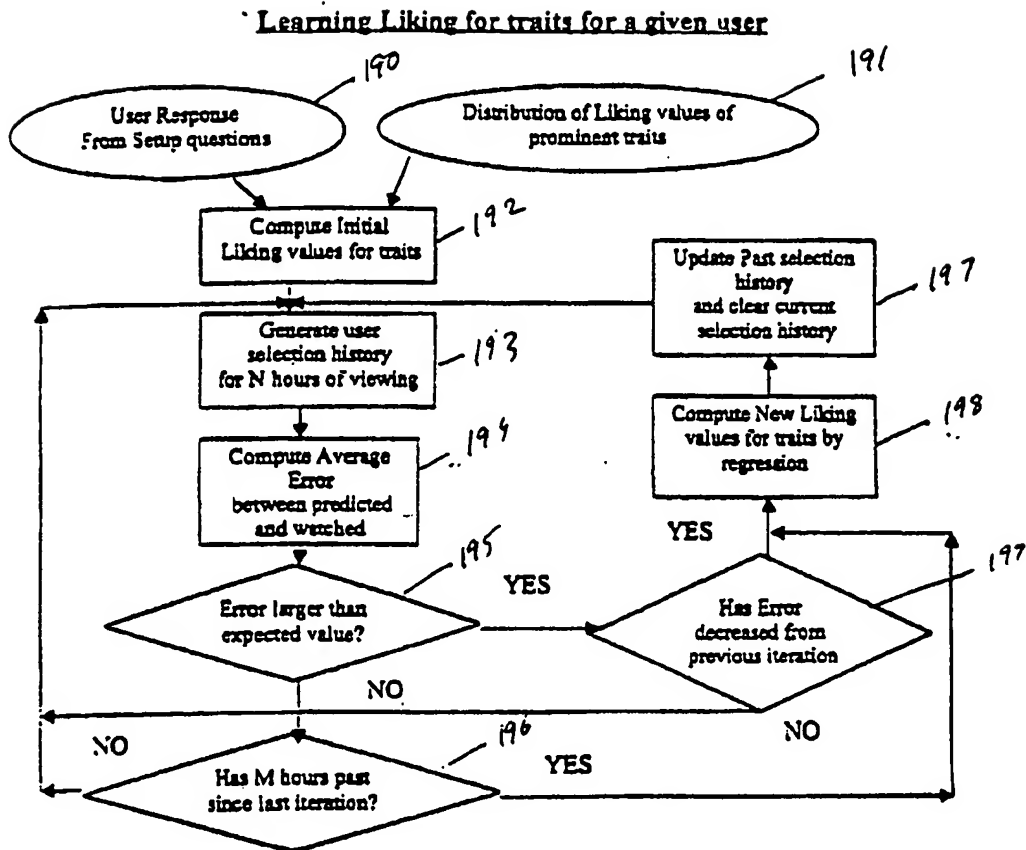 Learning Liking for traits for a given user
190
191
User Response
From Setup questions
Distribution of Liking values of
prominent traits
192
Compute Initial
Liking values for traits
Update Past selection
history
and clear current
selection history
197
Generate user
selection history
for N hours of viewing
193
Compute New Liking
values for traits by
regression
198
Compute Average
Error
between predicted
and watched
194
YES
195
YES
197
Error larger than
expected value?
Has Error
decreased from
previous iteration
NO
NO
NO
196
YES
Has M hours past
since last iteration?